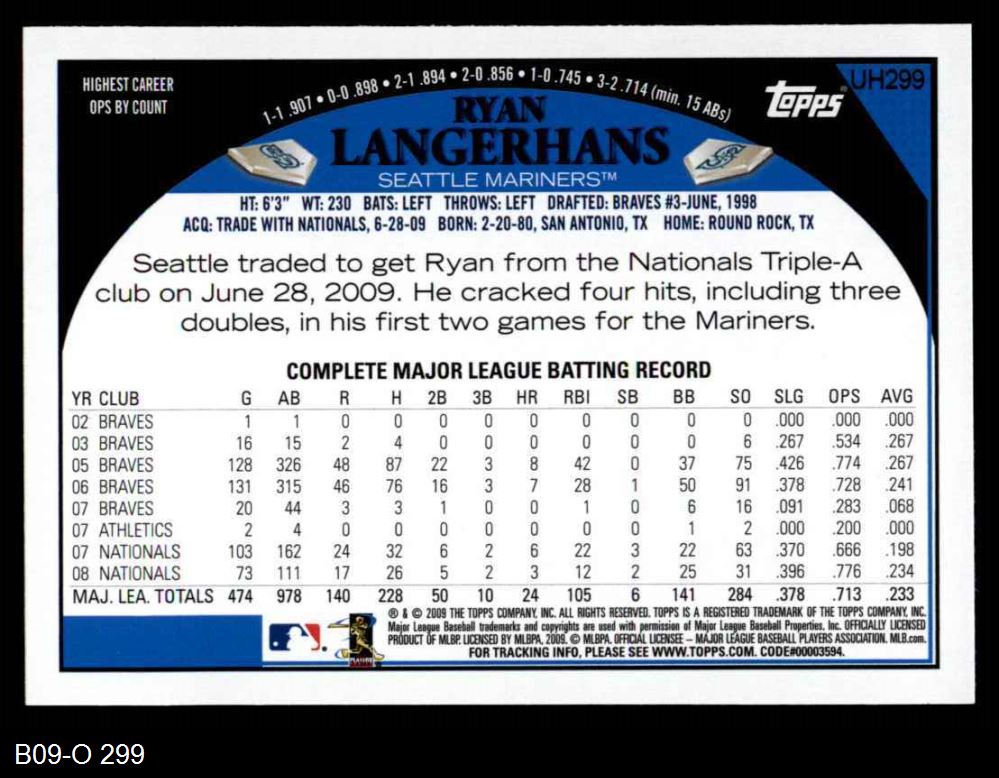 HIGHEST CAREER
OPS BY COUNT
1-1 .907 • 0-0 .898 • 2-1 .894 • 2-0 .856 • 1-0 .745 • 3-2 .714 (min. 15 ABs)
topps
UH299
RYAN
LANGERHANS
SEATTLE MARINERS™
HT: 6'3" WT: 230 BATS: LEFT THROWS: LEFT DRAFTED: BRAVES #3-JUNE, 1998
ACQ: TRADE WITH NATIONALS, 6-28-09 BORN: 2-20-80, SAN ANTONIO, TX HOME: ROUND ROCK, TX
Seattle traded to get Ryan from the Nationals Triple-A
club on June 28, 2009. He cracked four hits, including three
doubles, in his first two games for the Mariners.
COMPLETE MAJOR LEAGUE BATTING RECORD
YR CLUB G AB R H 2B 3B HR RBI SB BB SO SLG OPS AVG
02 BRAVES 1 1 0 0 0 0 0 0 0 0 0 .000 .000 .000
03 BRAVES 16 15 2 4 0 0 0 0 0 0 6 .267 .534 .267
05 BRAVES 128 326 48 87 22 3 8 42 0 37 75 .426 .774 .267
06 BRAVES 131 315 46 76 16 3 7 28 1 50 91 .378 .728 .241
07 BRAVES 20 44 3 3 1 0 0 1 0 6 16 .091 .283 .068
07 ATHLETICS 2 4 0 0 0 0 0 0 0 1 2 .000 .200 .000
07 NATIONALS 103 162 24 32 6 2 6 22 3 22 63 .370 .666 .198
08 NATIONALS 73 111 17 26 5 2 3 12 2 25 31 .396 .776 .234
MAJ. LEA. TOTALS 474 978 140 228 50 10 24 105 6 141 284 .378 .713 .233
® & © 2009 THE TOPPS COMPANY, INC. ALL RIGHTS RESERVED. TOPPS IS A REGISTERED TRADEMARK OF THE TOPPS COMPANY, INC.
Major League Baseball trademarks and copyrights are used with permission of Major League Baseball Properties, Inc. OFFICIALLY LICENSED
PRODUCT OF MLBP. LICENSED BY MLBPA, 2009. © MLBPA. OFFICIAL LICENSEE – MAJOR LEAGUE BASEBALL PLAYERS ASSOCIATION. MLB.com.
FOR TRACKING INFO, PLEASE SEE WWW.TOPPS.COM. CODE#00003594.
B09-O 299